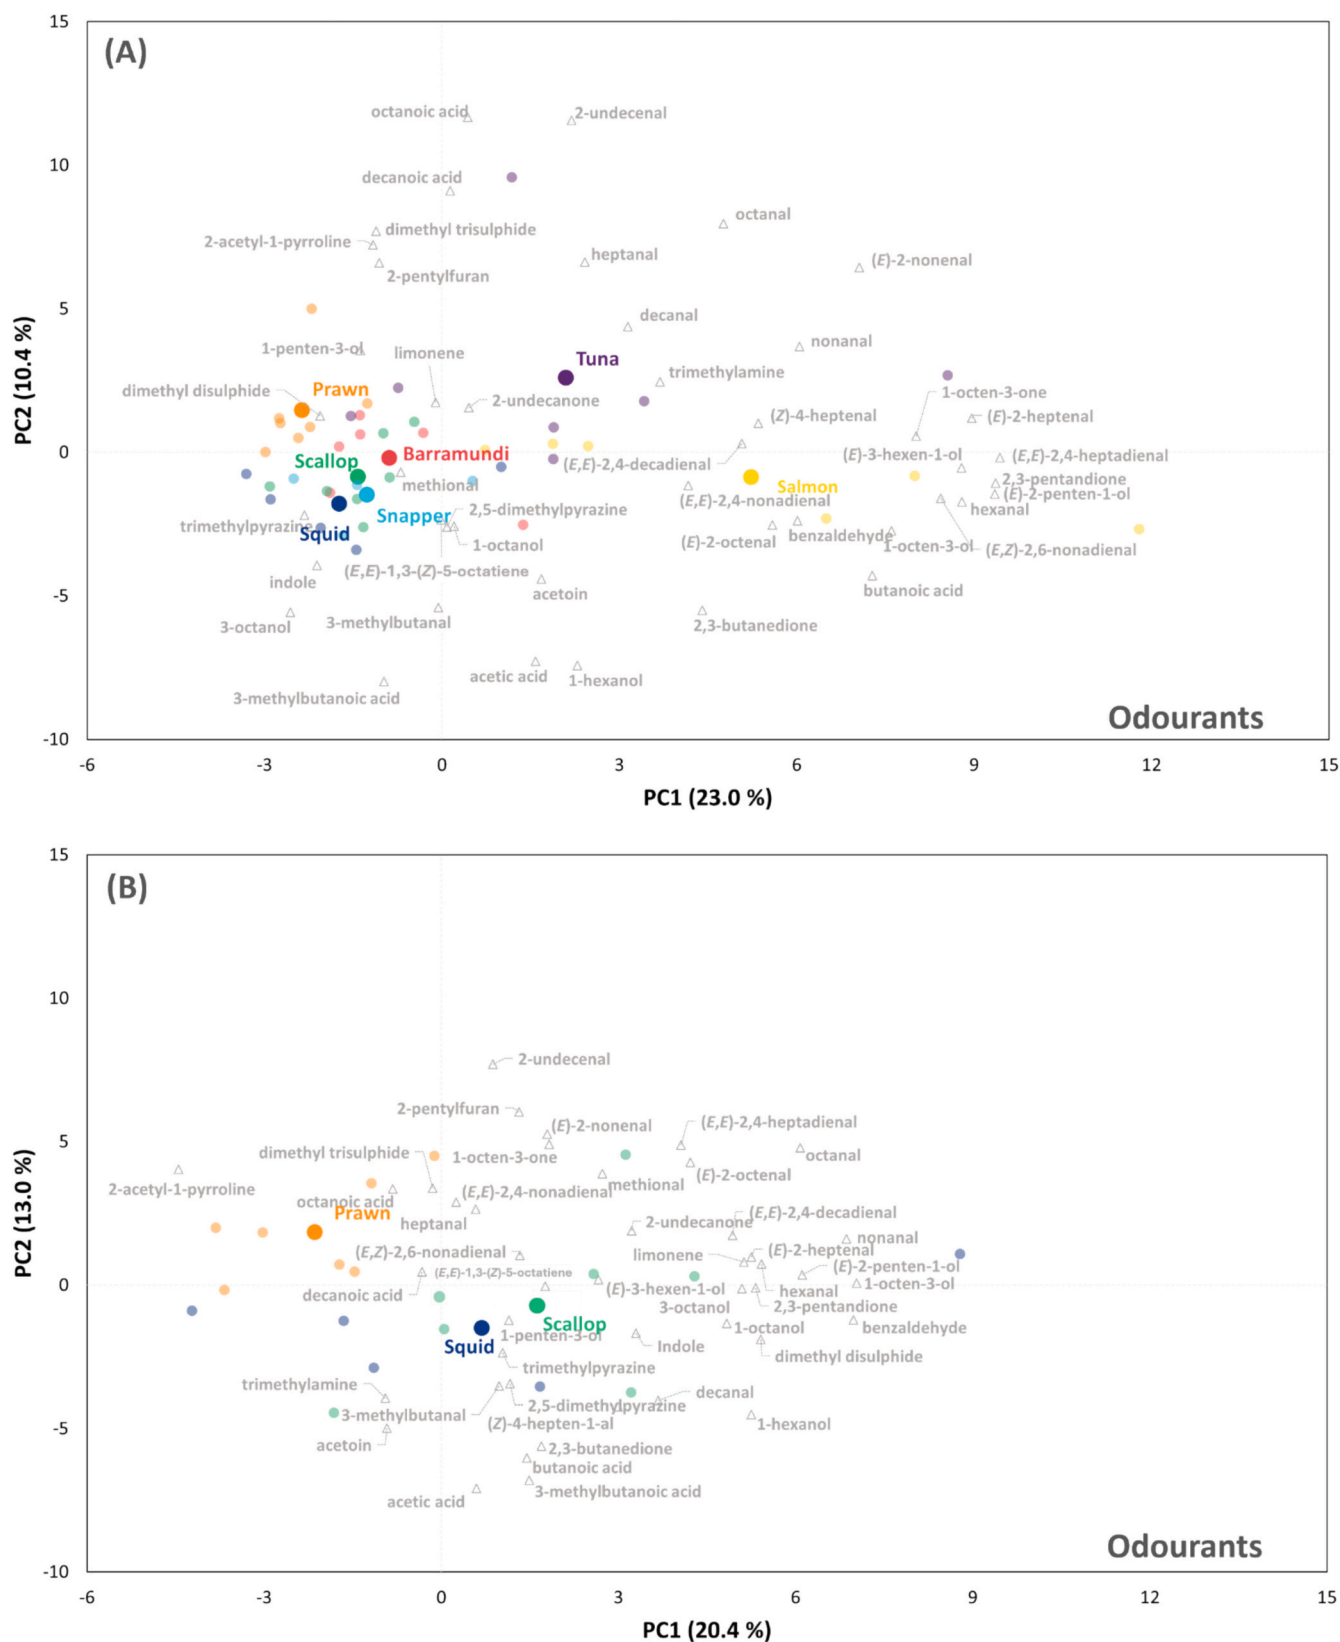 (A)
15
octanoic acid
2-undecenal
10
decanoic acid
octanal
dimethyl trisulphide
2-acetyl-1-pyrroline
heptanal
(E)-2-nonenal
2-pentylfuran
5
decanal
1-penten-3-ol
limonene
nonanal
Tuna
trimethylamine
dimethyl disulphide
Prawn
1-octen-3-one
2-undecanone
(Z)-4-heptenal
(E)-2-heptenal
0
Scallop
Barramundi
(E,E)-2,4-decadienal
(E)-3-hexen-1-ol
(E,E)-2,4-heptadienal
methional
Salmon
2,3-pentandione
(E,E)-2,4-nonadienal
(E)-2-penten-1-ol
Snapper
2,5-dimethylpyrazine
hexanal
trimethylpyrazine
Squid
1-octanol
(E)-2-octenal
benzaldehyde
1-octen-3-ol
(E,Z)-2,6-nonadienal
indole
(E,E)-1,3-(Z)-5-octatiene
acetoin
butanoic acid
-5
3-octanol
3-methylbutanal
2,3-butanedione
acetic acid
1-hexanol
3-methylbutanoic acid
Odourants
-10
-6
-3
0
3
6
9
12
15
PC2 (10.4 %)
PC1 (23.0 %)
(B)
15
10
2-undecenal
2-pentylfuran
(E)-2-nonenal
(E,E)-2,4-heptadienal
5
dimethyl trisulphide
1-octen-3-one
octanal
2-acetyl-1-pyrroline
(E)-2-octenal
methional
octanoic acid
(E,E)-2,4-nonadienal
Prawn
heptanal
2-undecanone
(E,E)-2,4-decadienal
nonanal
(E,Z)-2,6-nonadienal
limonene
(E)-2-heptenal
(E)-2-penten-1-ol
0
(E,E)-1,3-(Z)-5-octatiene
decanoic acid
(E)-3-hexen-1-ol
hexanal
1-octen-3-ol
3-octanol
2,3-pentandione
Scallop
1-penten-3-ol
1-octanol
benzaldehyde
Squid
Indole
dimethyl disulphide
trimethylpyrazine
trimethylamine
decanal
2,5-dimethylpyrazine
3-methylbutanal
(Z)-4-hepten-1-al
1-hexanol
-5
acetoin
2,3-butanedione
butanoic acid
3-methylbutanoic acid
acetic acid
Odourants
-10
-6
-3
0
3
6
9
12
15
PC2 (13.0 %)
PC1 (20.4 %)